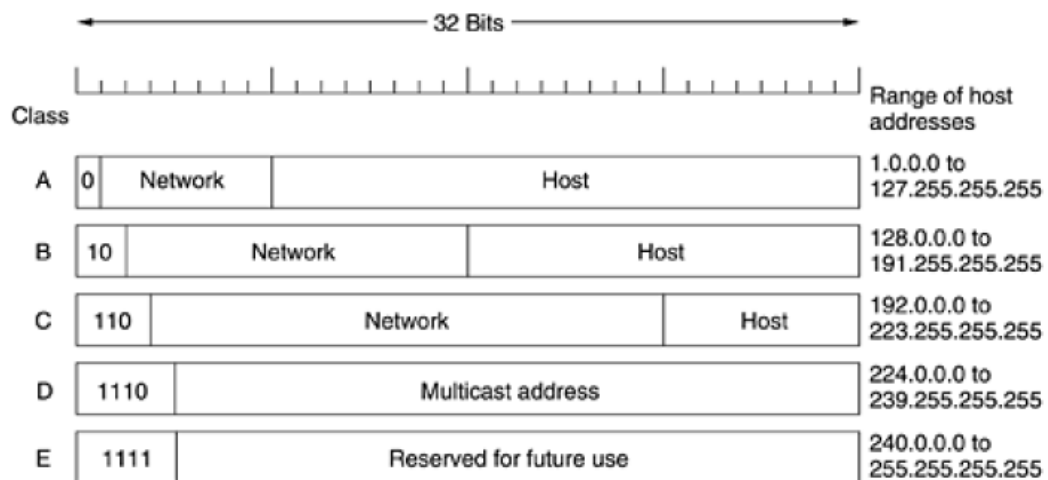 32 Bits
Class
Range of host
addresses
A
0
Network
Host
1.0.0.0 to
127.255.255.255
B
10
Network
Host
128.0.0.0 to
191.255.255.255
C
110
Network
Host
192.0.0.0 to
223.255.255.255
D
1110
Multicast address
224.0.0.0 to
239.255.255.255
E
1111
Reserved for future use
240.0.0.0 to
255.255.255.255